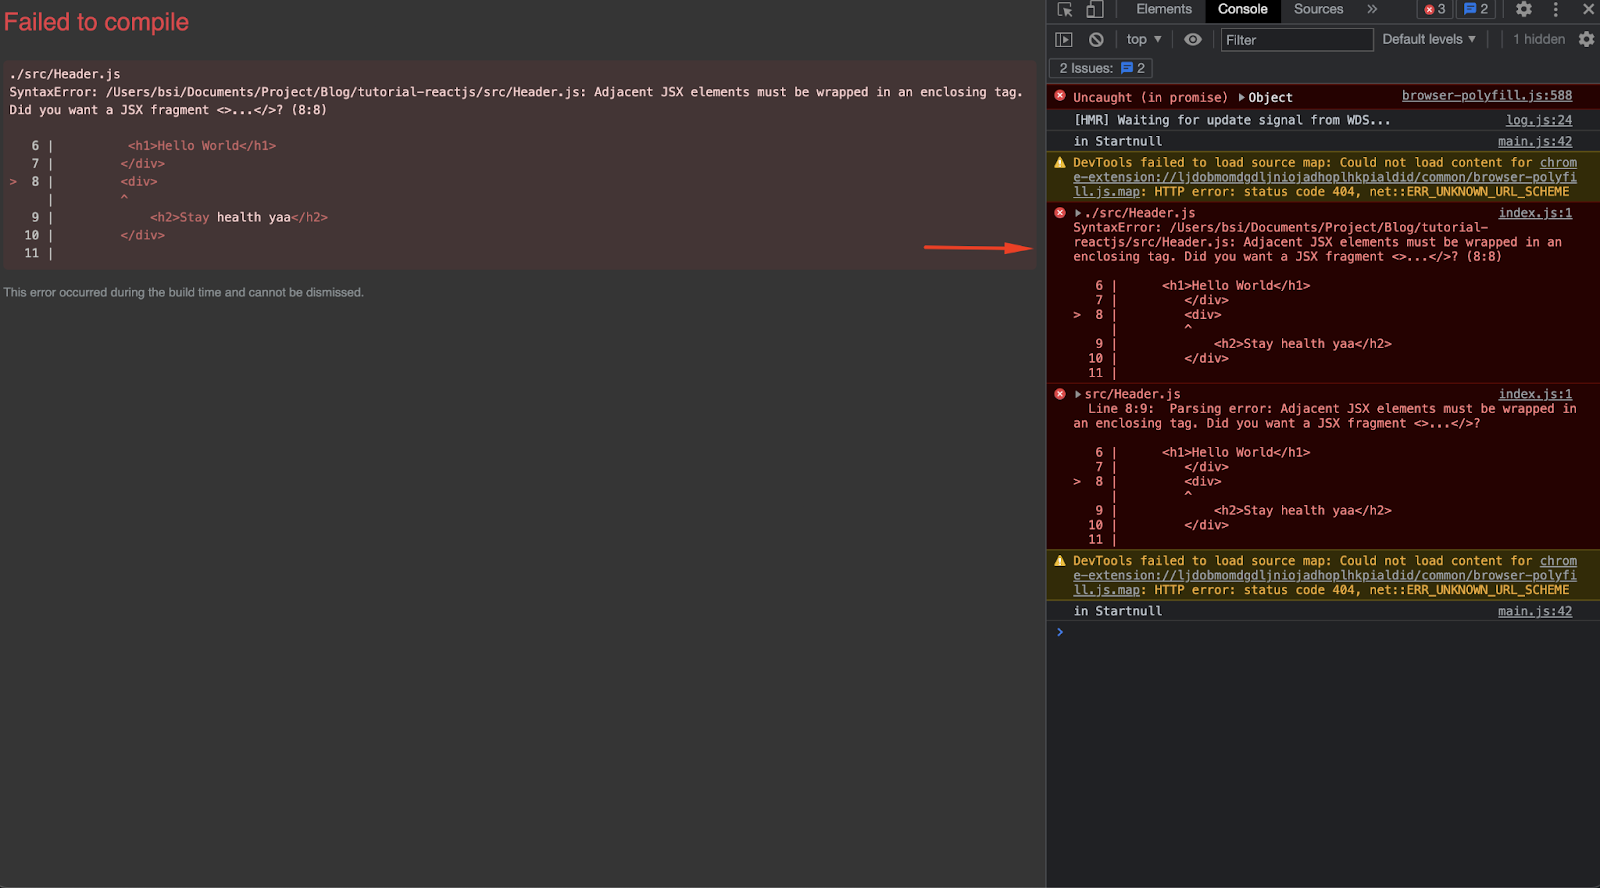 Failed to compile
./src/Header.js
SyntaxError: /Users/bsi/Documents/Project/Blog/tutorial-reactjs/src/Header.js: Adjacent JSX elements must be wrapped in an enclosing tag.
Did you want a JSX fragment <>...</>? (8:8)
6 |         <h1>Hello World</h1>
7 |        </div>
> 8 |        <div>
|        ^
9 |            <h2>Stay health yaa</h2>
10 |        </div>
11 |
This error occurred during the build time and cannot be dismissed.
Elements Console Sources » 3 2
top ▼ Filter Default levels ▼ 1 hidden
2 Issues: 2
Uncaught (in promise) ▶Object browser-polyfill.js:588
[HMR] Waiting for update signal from WDS... log.js:24
in Startnull main.js:42
DevTools failed to load source map: Could not load content for chrom
e-extension://ljdobmomdgdljniojadhoplhkpialdid/common/browser-polyfi
ll.js.map: HTTP error: status code 404, net::ERR_UNKNOWN_URL_SCHEME
▶./src/Header.js index.js:1
SyntaxError: /Users/bsi/Documents/Project/Blog/tutorial-
reactjs/src/Header.js: Adjacent JSX elements must be wrapped in an
enclosing tag. Did you want a JSX fragment <>...</>? (8:8)
6 |      <h1>Hello World</h1>
7 |         </div>
> 8 |         <div>
|         ^
9 |             <h2>Stay health yaa</h2>
10 |         </div>
11 |
▶src/Header.js index.js:1
Line 8:9:  Parsing error: Adjacent JSX elements must be wrapped in
an enclosing tag. Did you want a JSX fragment <>...</>?
6 |      <h1>Hello World</h1>
7 |         </div>
> 8 |         <div>
|         ^
9 |             <h2>Stay health yaa</h2>
10 |         </div>
11 |
DevTools failed to load source map: Could not load content for chrom
e-extension://ljdobmomdgdljniojadhoplhkpialdid/common/browser-polyfi
ll.js.map: HTTP error: status code 404, net::ERR_UNKNOWN_URL_SCHEME
in Startnull main.js:42
>